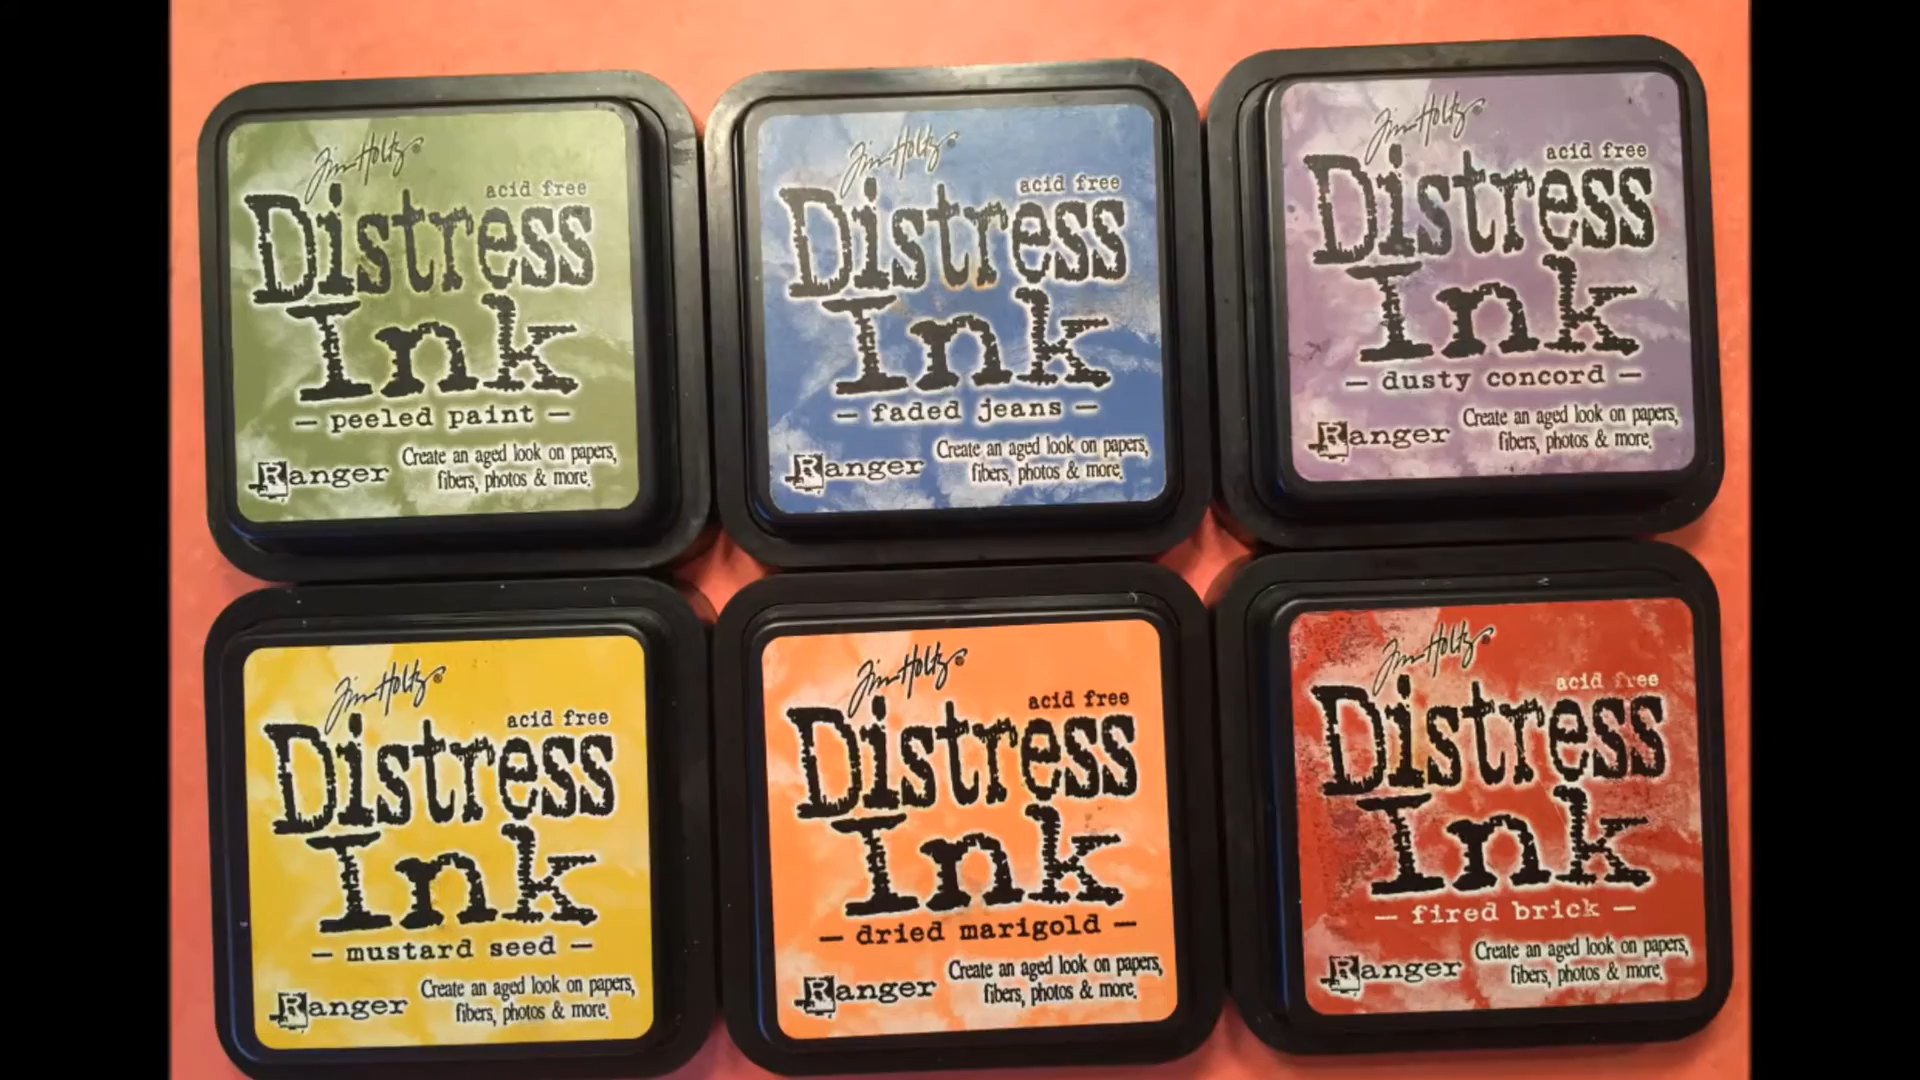 Tim Holtz®
acid free
Distress
Ink
— peeled paint —
Ranger
Create an aged look on papers,
fibers, photos & more.
Tim Holtz®
acid free
Distress
Ink
— faded jeans —
Ranger
Create an aged look on papers,
fibers, photos & more.
Tim Holtz®
acid free
Distress
Ink
— dusty concord —
Ranger
Create an aged look on papers,
fibers, photos & more.
Tim Holtz®
acid free
Distress
Ink
— mustard seed —
Ranger
Create an aged look on papers,
fibers, photos & more.
Tim Holtz®
acid free
Distress
Ink
— dried marigold —
Ranger
Create an aged look on papers,
fibers, photos & more.
Tim Holtz®
acid free
Distress
Ink
— fired brick —
Ranger
Create an aged look on papers,
fibers, photos & more.